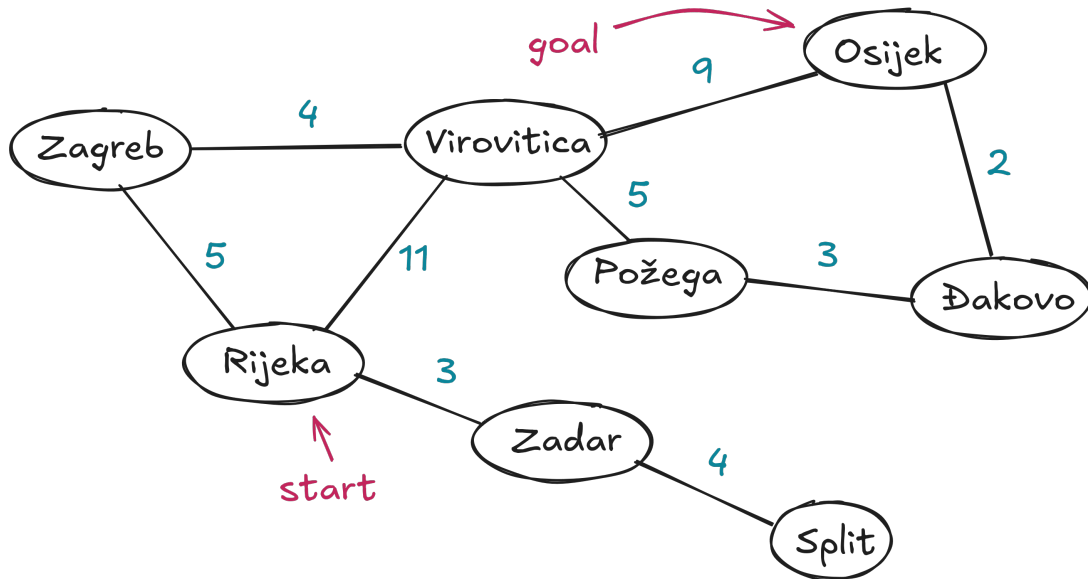 goal
Osijek
9
4
Zagreb
Virovitica
2
5
5
11
Požega
3
Đakovo
Rijeka
3
Zadar
4
start
Split